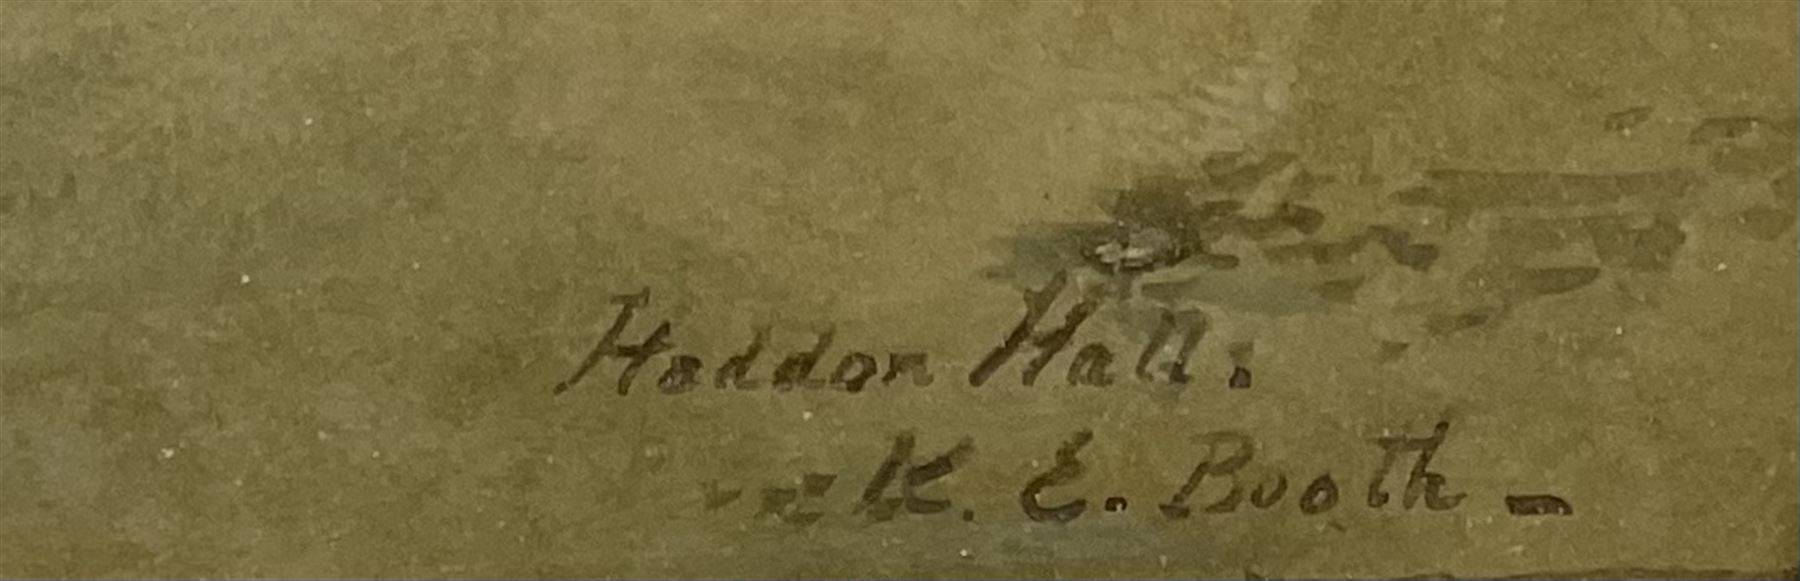 Haddon Hall.
K. E. Booth -